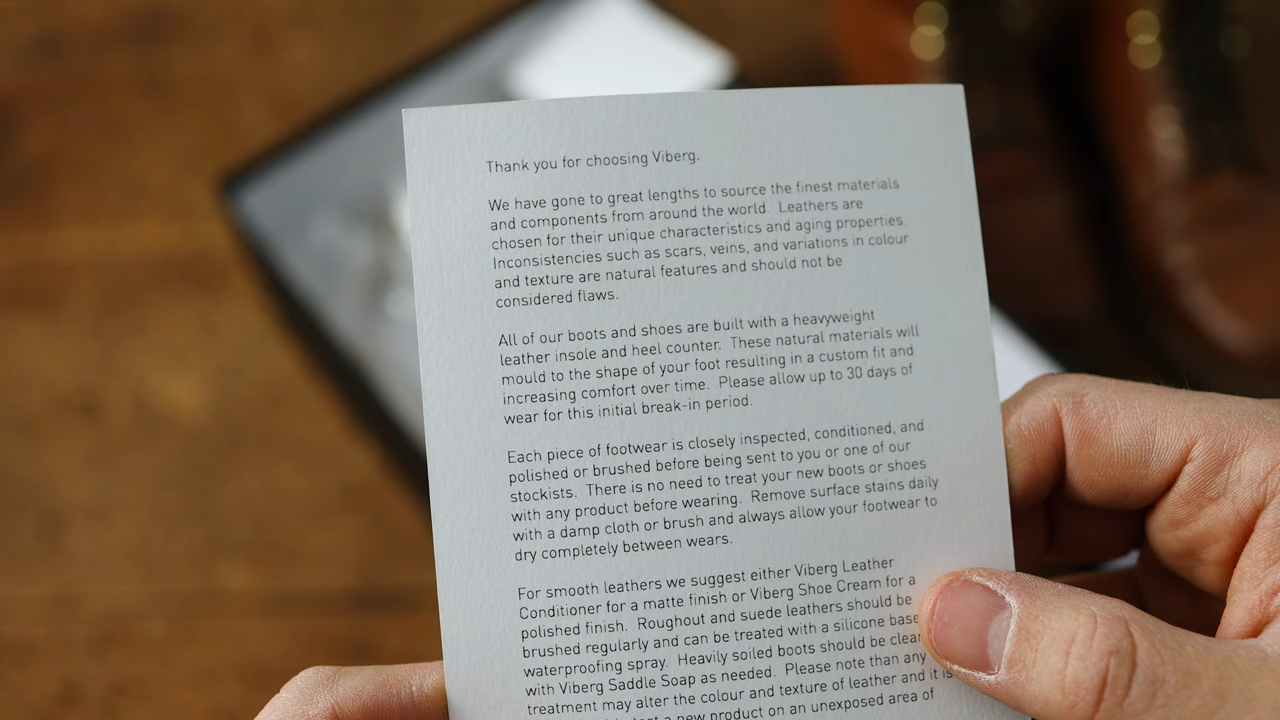 Thank you for choosing Viberg.
We have gone to great lengths to source the finest materials
and components from around the world. Leathers are
chosen for their unique characteristics and aging properties.
Inconsistencies such as scars, veins, and variations in colour
and texture are natural features and should not be
considered flaws.
All of our boots and shoes are built with a heavyweight
leather insole and heel counter. These natural materials will
mould to the shape of your foot resulting in a custom fit and
increasing comfort over time. Please allow up to 30 days of
wear for this initial break-in period.
Each piece of footwear is closely inspected, conditioned, and
polished or brushed before being sent to you or one of our
stockists. There is no need to treat your new boots or shoes
with any product before wearing. Remove surface stains daily
with a damp cloth or brush and always allow your footwear to
dry completely between wears.
For smooth leathers we suggest either Viberg Leather
Conditioner for a matte finish or Viberg Shoe Cream for a
polished finish. Roughout and suede leathers should be
brushed regularly and can be treated with a silicone base
waterproofing spray. Heavily soiled boots should be clean
with Viberg Saddle Soap as needed. Please note than any
treatment may alter the colour and texture of leather and it is
a new product on an unexposed area of